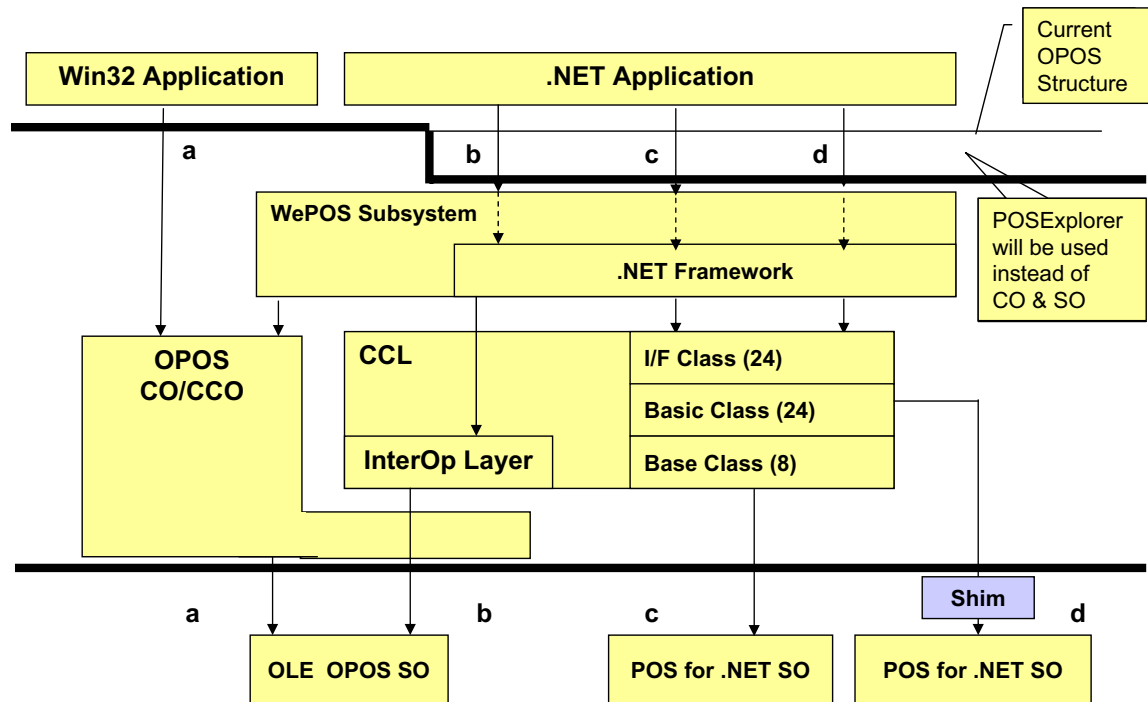 Current
OPOS
Structure
Win32 Application
.NET Application
a
b
c
d
WePOS Subsystem
.NET Framework
POSExplorer
will be used
instead of
CO & SO
OPOS
CO/CCO
CCL
I/F Class (24)
Basic Class (24)
InterOp Layer
Base Class (8)
a
b
c
Shim
d
OLE OPOS SO
POS for .NET SO
POS for .NET SO